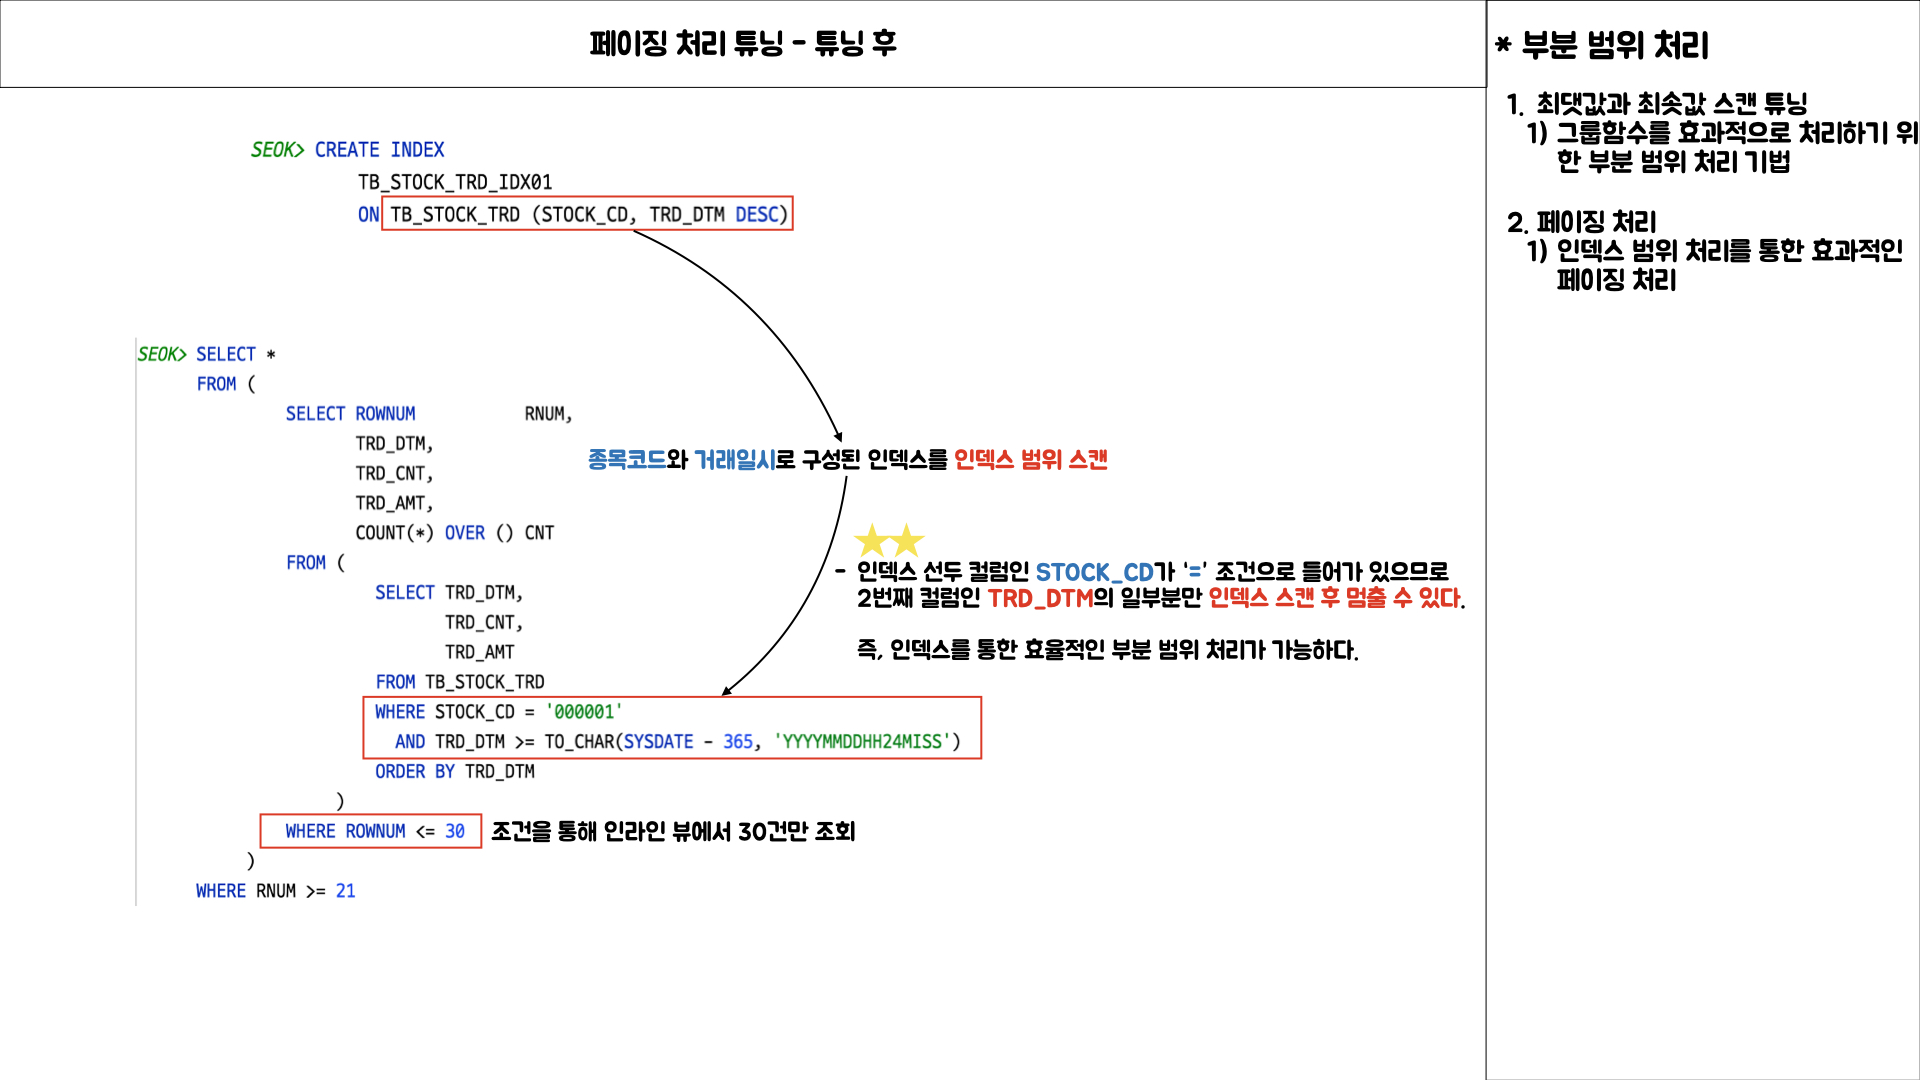 페이징 처리 튜닝 - 튜닝 후
SEOK> CREATE INDEX
TB_STOCK_TRD_IDX01
ON TB_STOCK_TRD (STOCK_CD, TRD_DTM DESC)
SEOK> SELECT *
FROM (
SELECT ROWNUM RNUM,
TRD_DTM,
TRD_CNT,
TRD_AMT,
COUNT(*) OVER () CNT
FROM (
SELECT TRD_DTM,
TRD_CNT,
TRD_AMT
FROM TB_STOCK_TRD
WHERE STOCK_CD = '000001'
AND TRD_DTM >= TO_CHAR(SYSDATE - 365, 'YYYYMMDDHH24MISS')
ORDER BY TRD_DTM
)
WHERE ROWNUM <= 30 조건을 통해 인라인 뷰에서 30건만 조회
)
WHERE RNUM >= 21
종목코드와 거래일시로 구성된 인덱스를 인덱스 범위 스캔
- 인덱스 선두 컬럼인 STOCK_CD가 ‘=’ 조건으로 들어가 있으므로
2번째 컬럼인 TRD_DTM의 일부분만 인덱스 스캔 후 멈출 수 있다.
즉, 인덱스를 통한 효율적인 부분 범위 처리가 가능하다.
* 부분 범위 처리
1. 최댓값과 최솟값 스캔 튜닝
1) 그룹함수를 효과적으로 처리하기 위
한 부분 범위 처리 기법
2. 페이징 처리
1) 인덱스 범위 처리를 통한 효과적인
페이징 처리